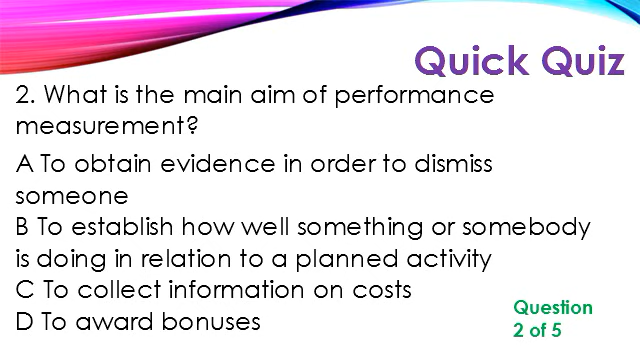 Quick Quiz
2. What is the main aim of performance
measurement?
A To obtain evidence in order to dismiss
someone
B To establish how well something or somebody
is doing in relation to a planned activity
C To collect information on costs
D To award bonuses
Question
2 of 5